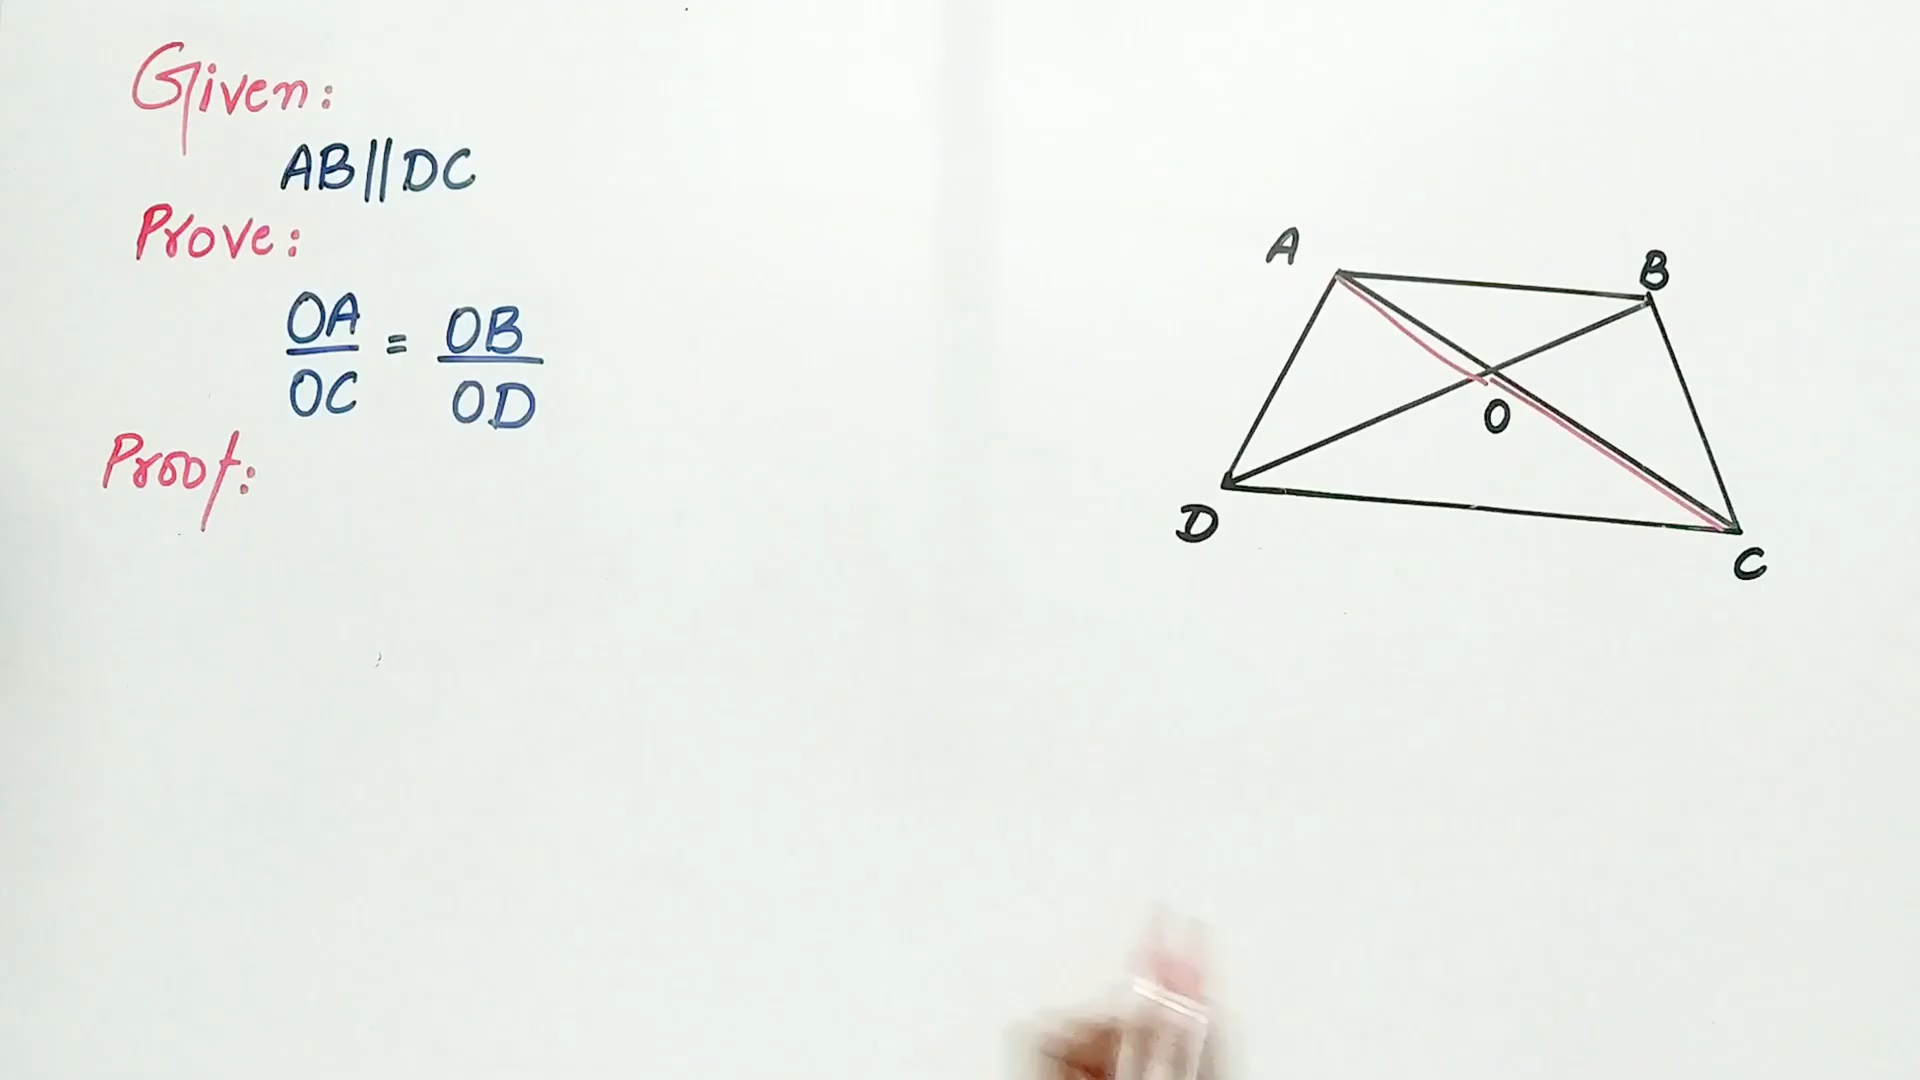 Given:
AB||DC
Prove:
OA/OC = OB/OD
Proof:
A
B
O
D
C